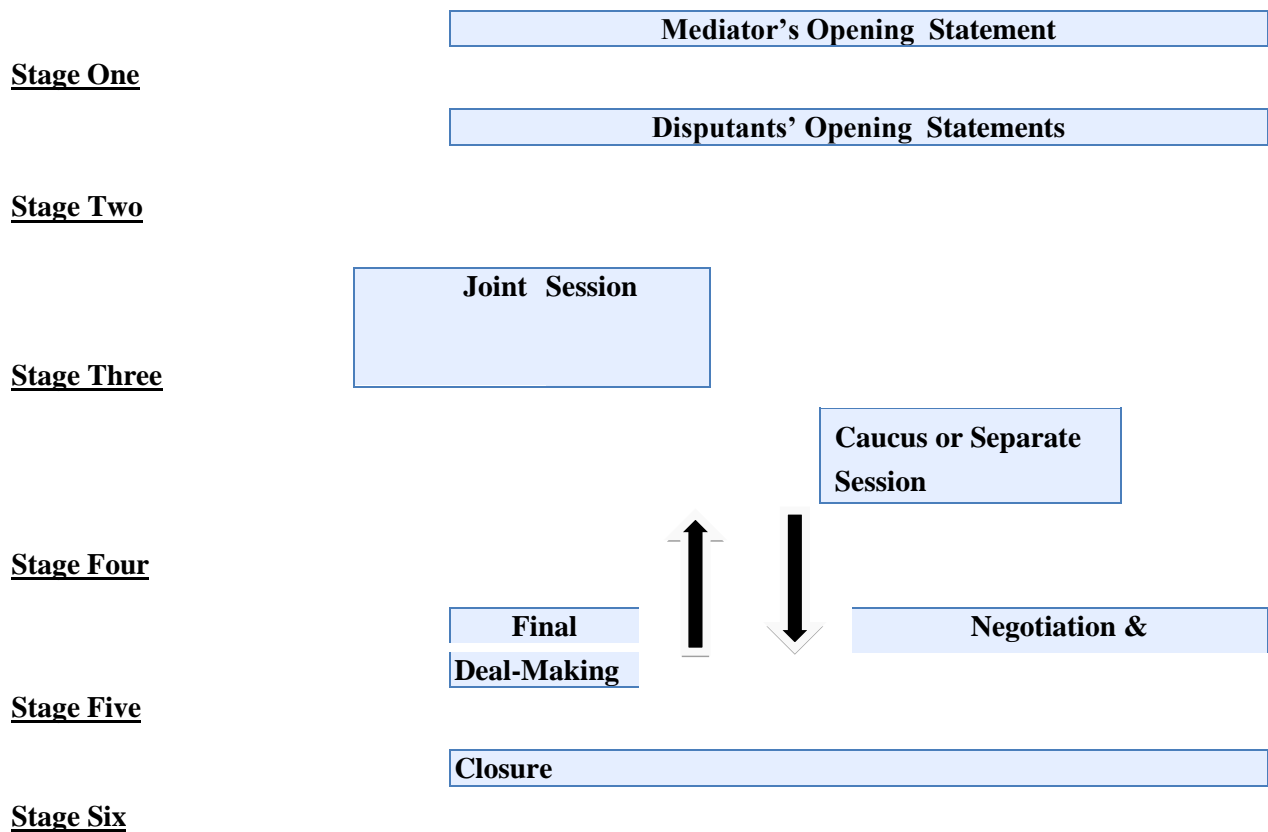 Mediator’s Opening Statement
Stage One
Disputants’ Opening Statements
Stage Two
Joint Session
Stage Three
Caucus or Separate
Session
Stage Four
Final Negotiation &
Deal-Making
Stage Five
Closure
Stage Six